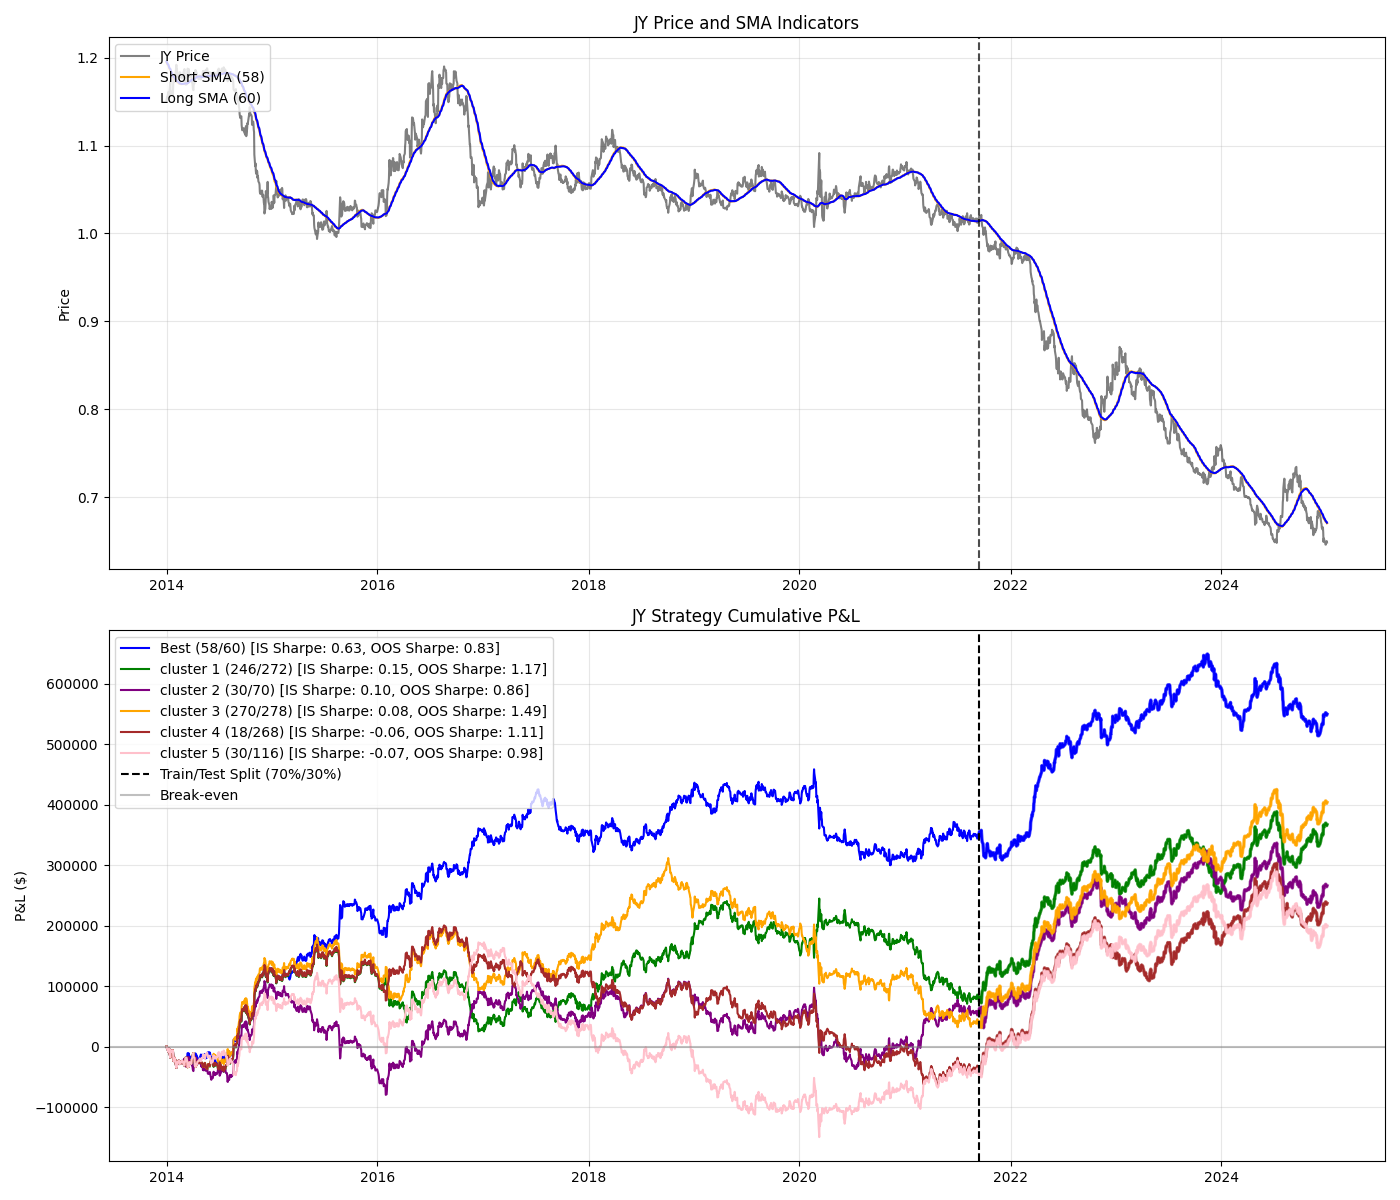 JY Price and SMA Indicators
JY Price
Short SMA (58)
Long SMA (60)
Price
1.2
1.1
1.0
0.9
0.8
0.7
2014
2016
2018
2020
2022
2024
JY Strategy Cumulative P&L
Best (58/60) [IS Sharpe: 0.63, OOS Sharpe: 0.83]
cluster 1 (246/272) [IS Sharpe: 0.15, OOS Sharpe: 1.17]
cluster 2 (30/70) [IS Sharpe: 0.10, OOS Sharpe: 0.86]
cluster 3 (270/278) [IS Sharpe: 0.08, OOS Sharpe: 1.49]
cluster 4 (18/268) [IS Sharpe: -0.06, OOS Sharpe: 1.11]
cluster 5 (30/116) [IS Sharpe: -0.07, OOS Sharpe: 0.98]
Train/Test Split (70%/30%)
Break-even
P&L ($)
600000
500000
400000
300000
200000
100000
0
−100000
2014
2016
2018
2020
2022
2024